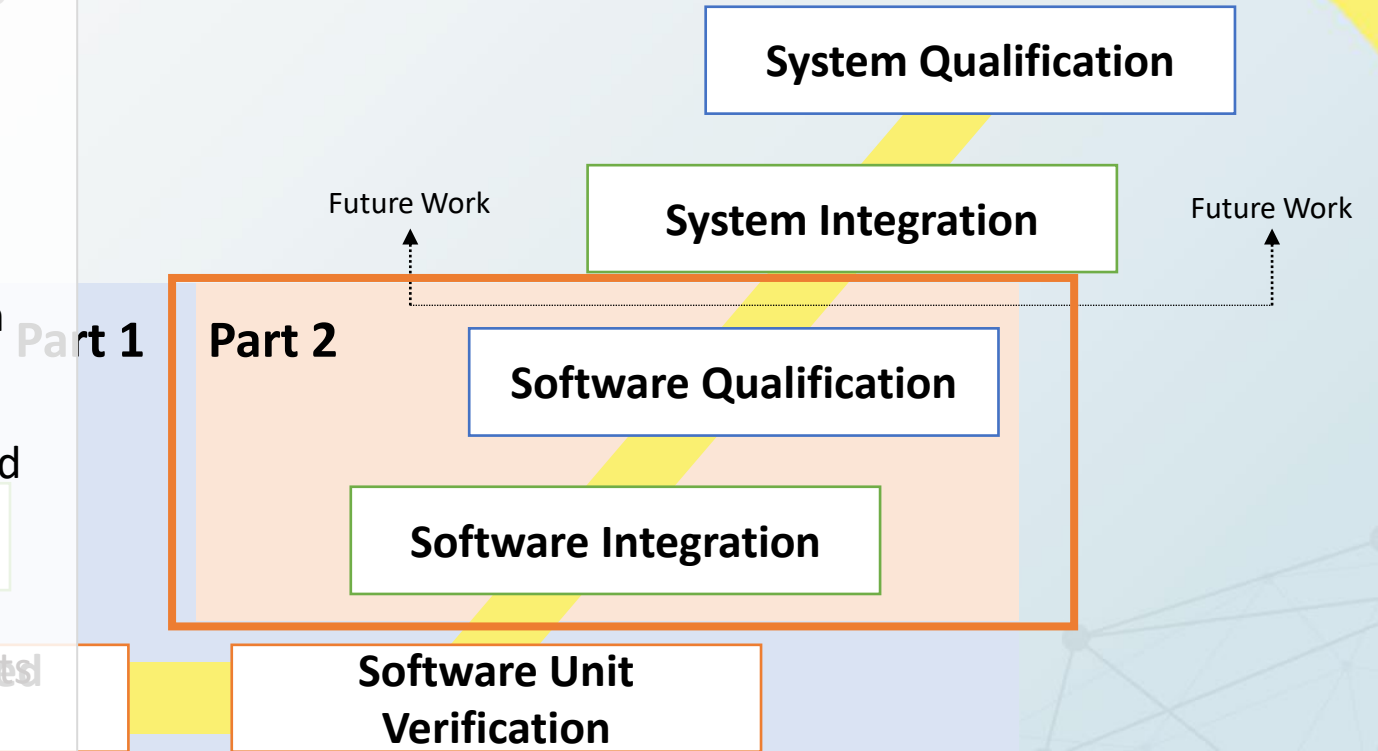 System Qualification
Future Work
System Integration
Future Work
Part 1
Part 2
Software Qualification
Software Integration
Software Unit
Verification